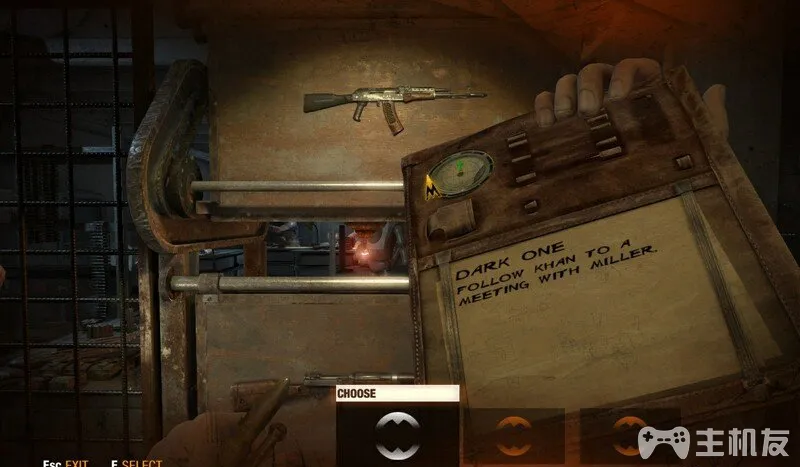 DARK ONE
FOLLOW KHAN TO A
MEETING WITH MILLER.
CHOOSE
Esc EXIT
E SELECT
主机友